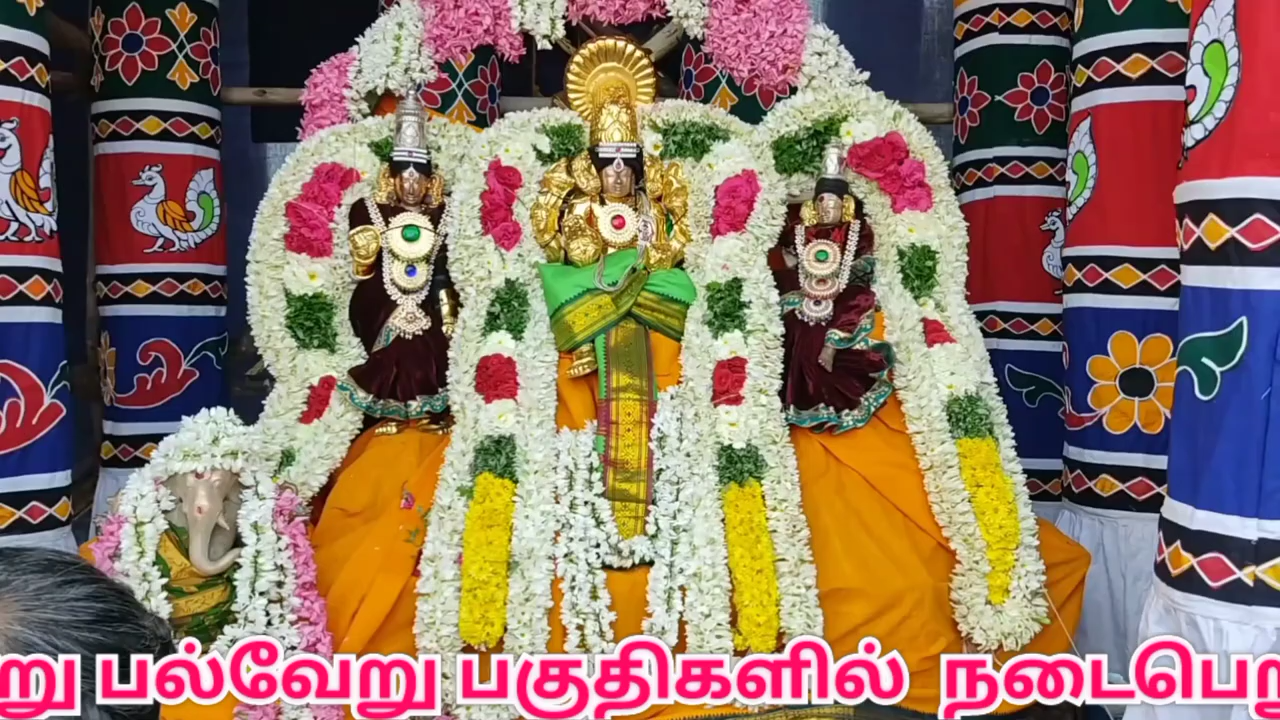 று பல்வேறு பகுதிகளில் நடைபெற